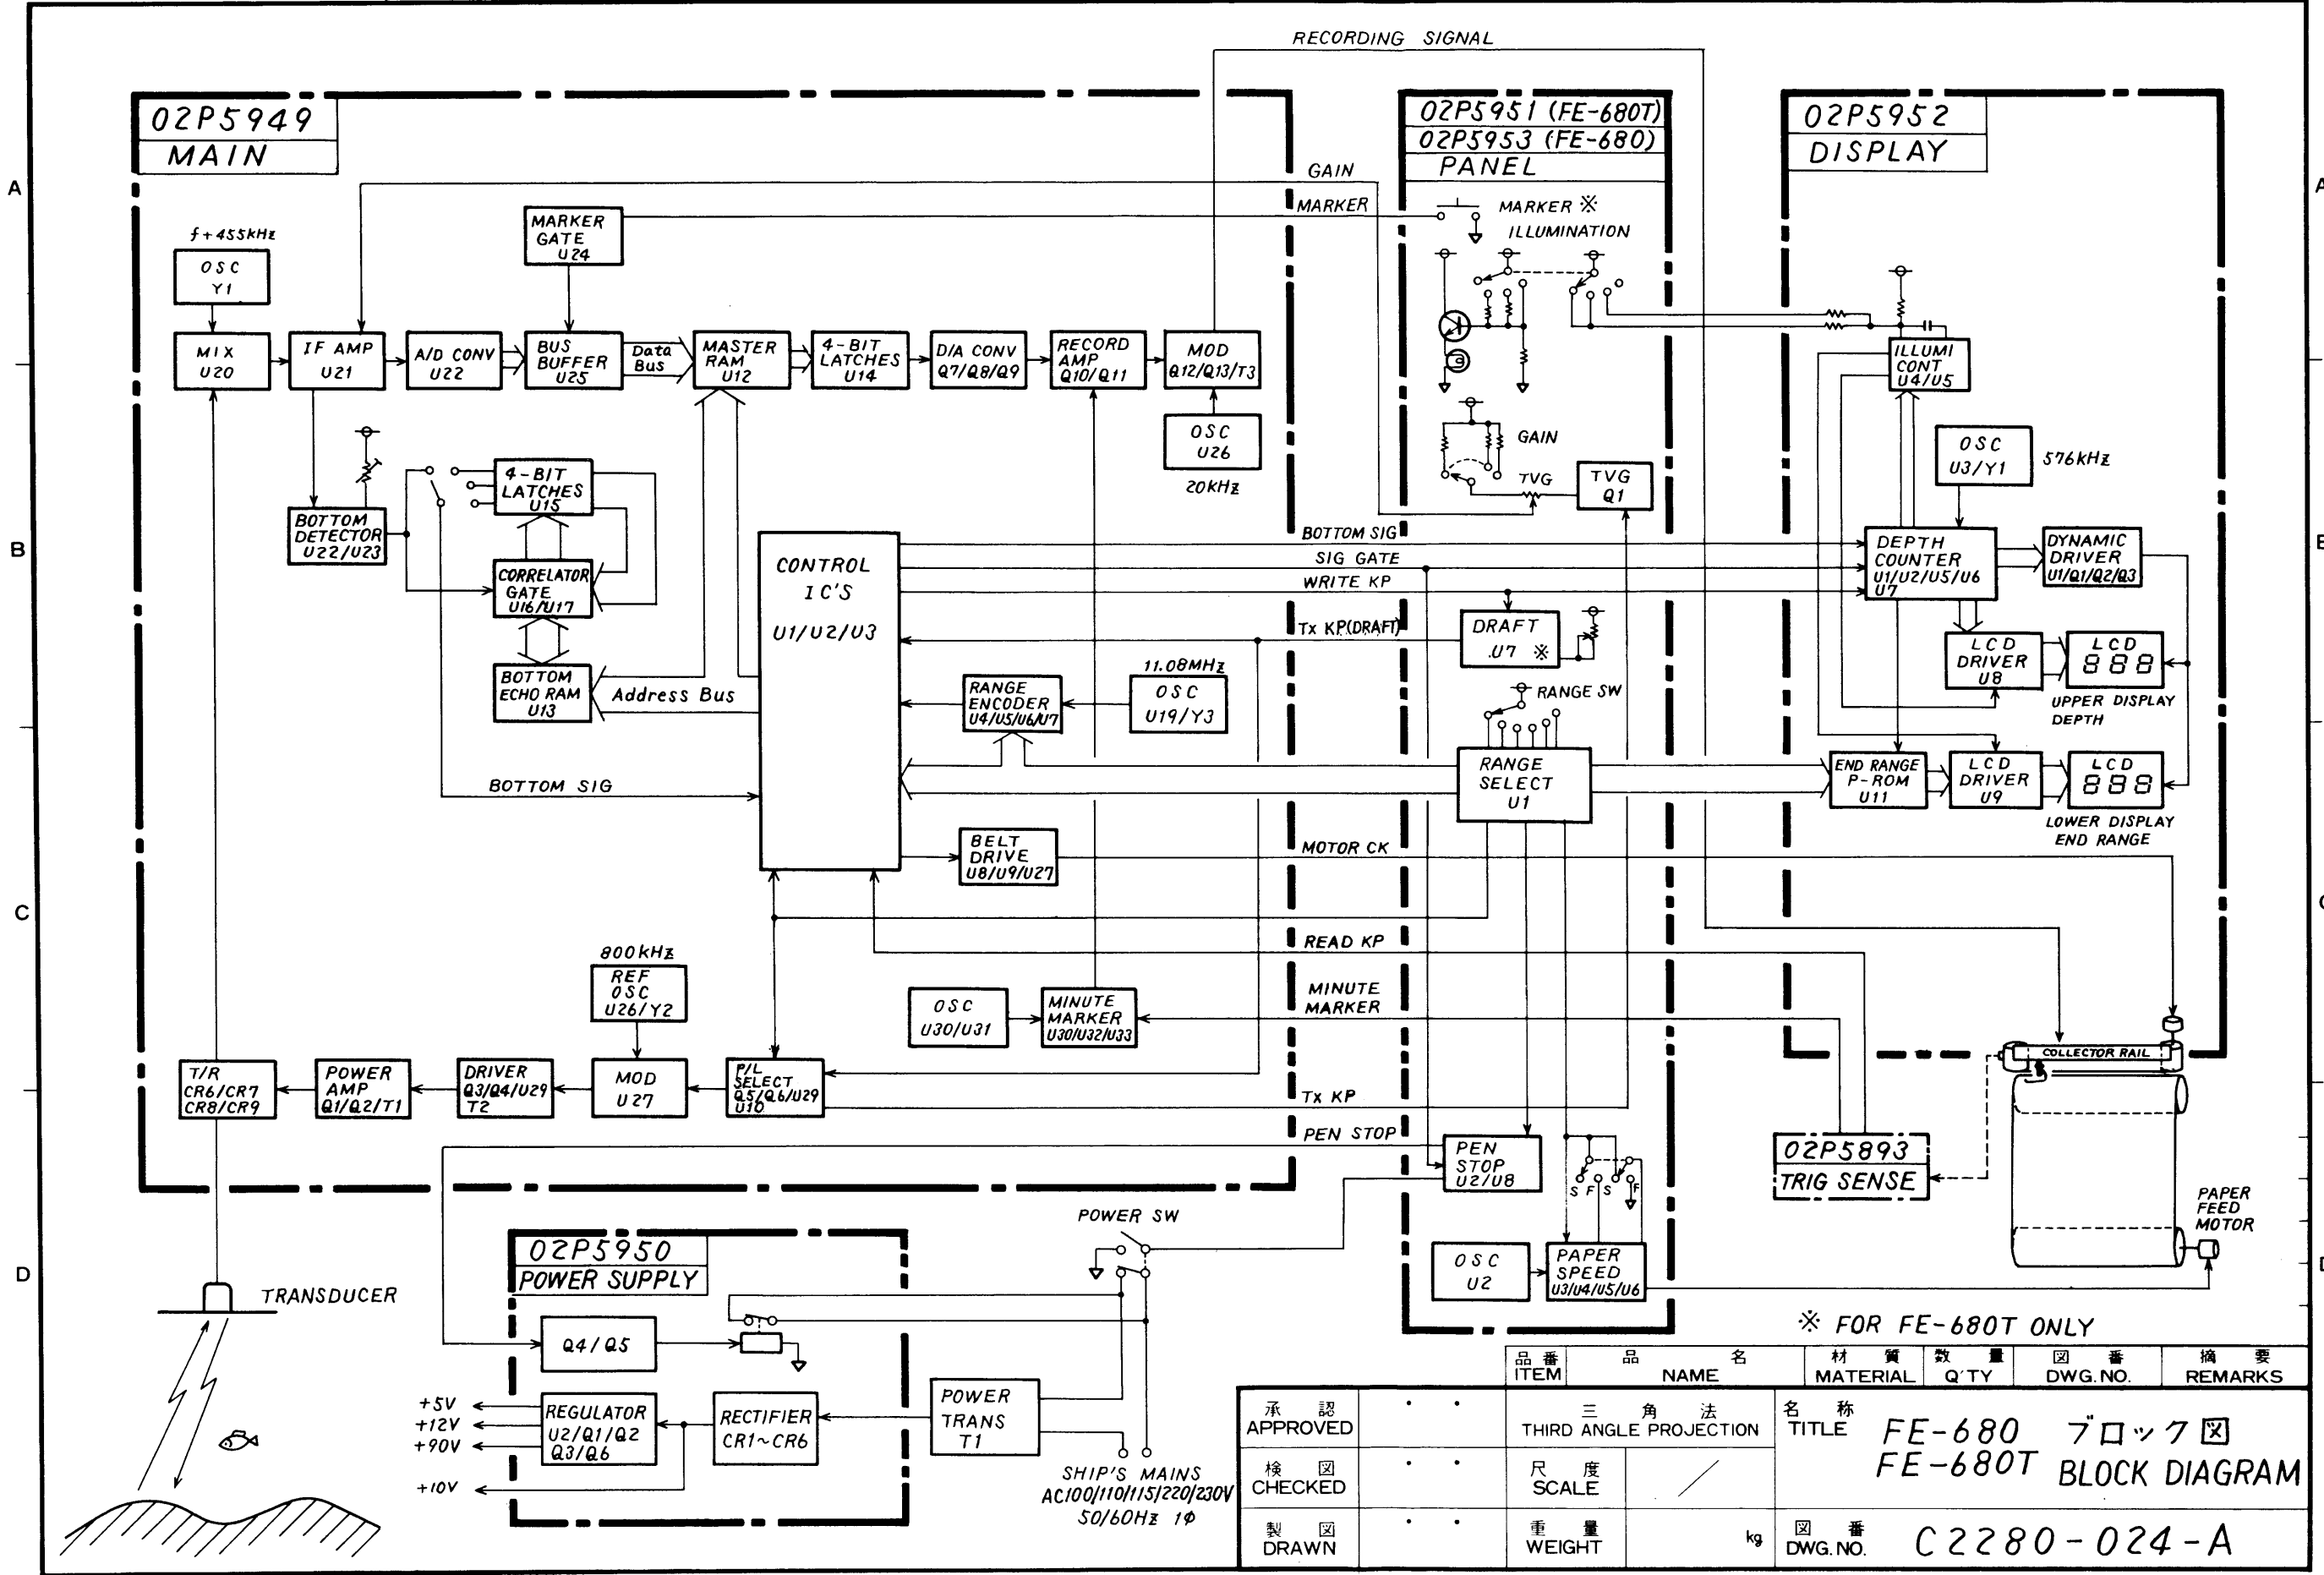 RECORDING SIGNAL
02P5949
MAIN
02P5951 (FE-680T)
02P5953 (FE-680)
PANEL
02P5952
DISPLAY
A
A
GAIN
MARKER
MARKER ※
ILLUMINATION
MARKER
GATE
U24
f+455kHz
OSC
Y1
MIX
U20
IF AMP
U21
A/D CONV
U22
BUS
BUFFER
U25
Data
Bus
MASTER
RAM
U12
4-BIT
LATCHES
U14
D/A CONV
Q7/Q8/Q9
RECORD
AMP
Q10/Q11
MOD
Q12/Q13/T3
OSC
U26
20kHz
ILLUMI
CONT
U4/U5
GAIN
TVG
TVG
Q1
OSC
U3/Y1
576kHz
4-BIT
LATCHES
U15
BOTTOM
DETECTOR
U22/U23
CORRELATOR
GATE
U16/U17
BOTTOM
ECHO RAM
U13
Address Bus
CONTROL
IC'S
U1/U2/U3
B
BOTTOM SIG
SIG GATE
WRITE KP
Tx KP(DRAFT)
DRAFT
U7 ※
DEPTH
COUNTER
U1/U2/U5/U6
U7
DYNAMIC
DRIVER
U1/Q1/Q2/Q3
LCD
DRIVER
U8
LCD
888
UPPER DISPLAY
DEPTH
11.08MHz
OSC
U19/Y3
RANGE
ENCODER
U4/U5/U6/U7
RANGE SW
RANGE
SELECT
U1
END RANGE
P-ROM
U11
LCD
DRIVER
U9
LCD
888
LOWER DISPLAY
END RANGE
BOTTOM SIG
BELT
DRIVE
U8/U9/U27
MOTOR CK
C
READ KP
800kHz
REF
OSC
U26/Y2
OSC
U30/U31
MINUTE
MARKER
U30/U32/U33
MINUTE
MARKER
T/R
CR6/CR7
CR8/CR9
POWER
AMP
Q1/Q2/T1
DRIVER
Q3/Q4/U29
T2
MOD
U27
P/L
SELECT
Q5/Q6/U29
U10
Tx KP
PEN STOP
PEN
STOP
U2/U8
S F S F
COLLECTOR RAIL
02P5893
TRIG SENSE
PAPER
FEED
MOTOR
D
TRANSDUCER
02P5950
POWER SUPPLY
POWER SW
OSC
U2
PAPER
SPEED
U3/U4/U5/U6
Q4/Q5
+5V
+12V
+90V
+10V
REGULATOR
U2/Q1/Q2
Q3/Q6
RECTIFIER
CR1~CR6
POWER
TRANS
T1
SHIP'S MAINS
AC100/110/115/220/230V
50/60Hz 1Φ
※ FOR FE-680T ONLY
品番 品 名 材 質 数 量 図 番 摘 要
ITEM NAME MATERIAL Q'TY DWG.NO. REMARKS
承 認
APPROVED
三 角 法
THIRD ANGLE PROJECTION
名 称
TITLE
FE-680 ブロック図
FE-680T BLOCK DIAGRAM
検 図
CHECKED
尺 度
SCALE
製 図
DRAWN
重 量
WEIGHT
kg
図 番
DWG. NO.
C2280-024-A